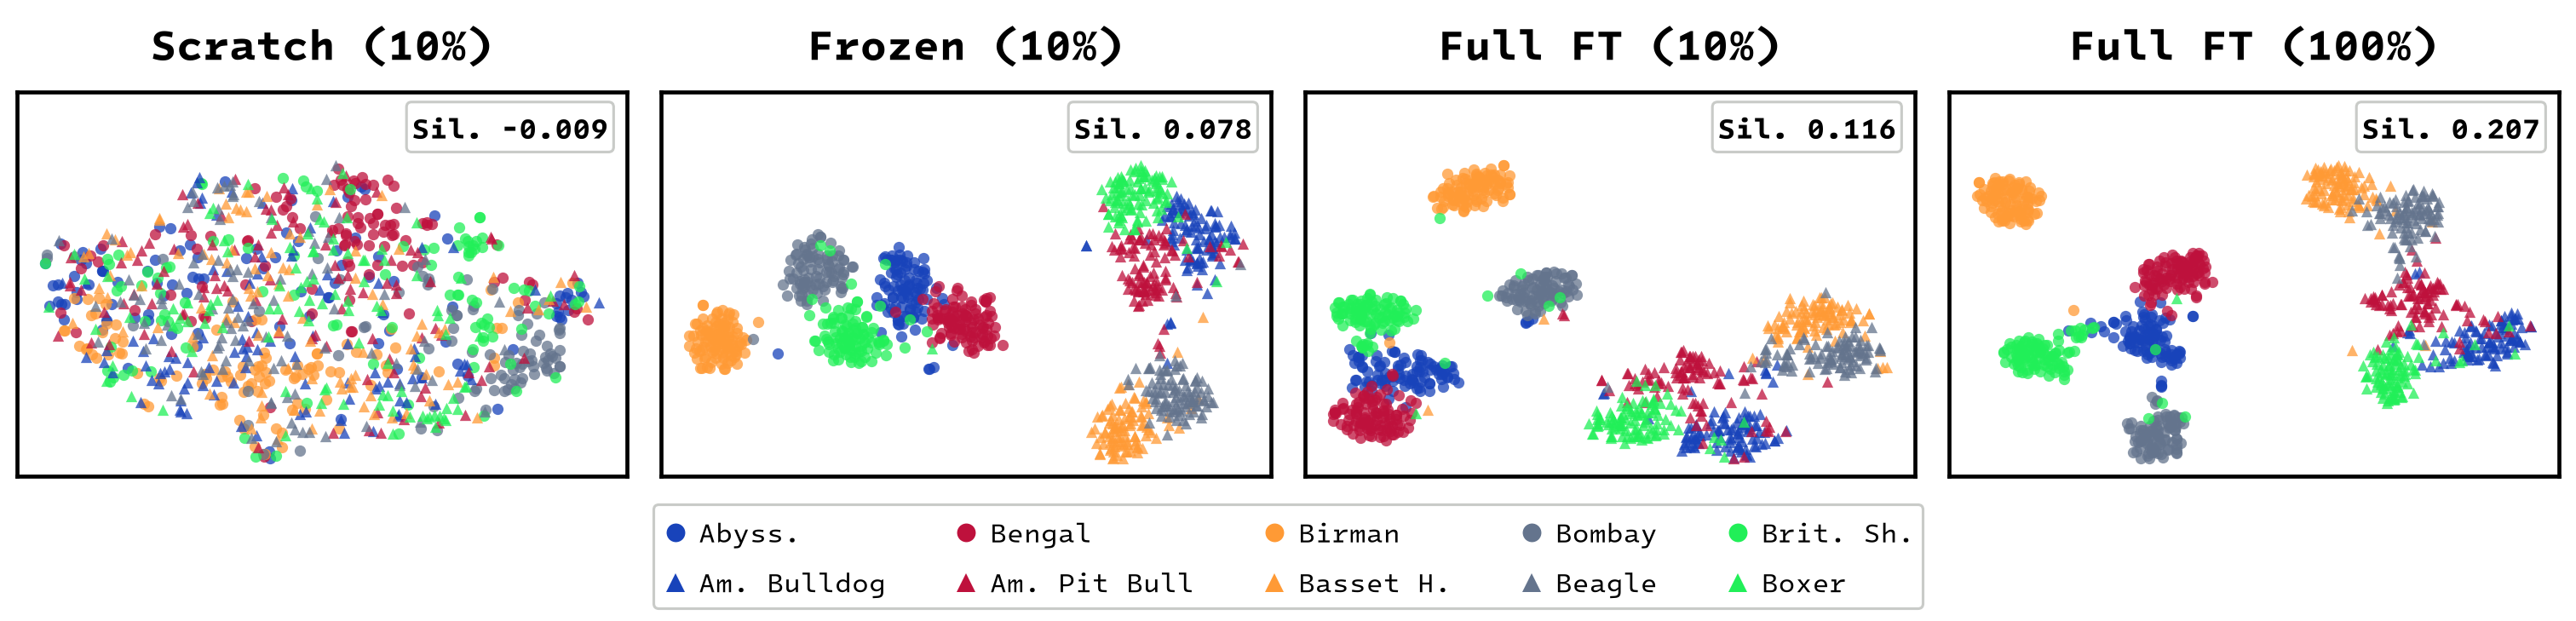 Scratch (10%)
Frozen (10%)
Full FT (10%)
Full FT (100%)
Sil. -0.009
Sil. 0.078
Sil. 0.116
Sil. 0.207
Abyss.
Bengal
Birman
Bombay
Brit. Sh.
Am. Bulldog
Am. Pit Bull
Basset H.
Beagle
Boxer